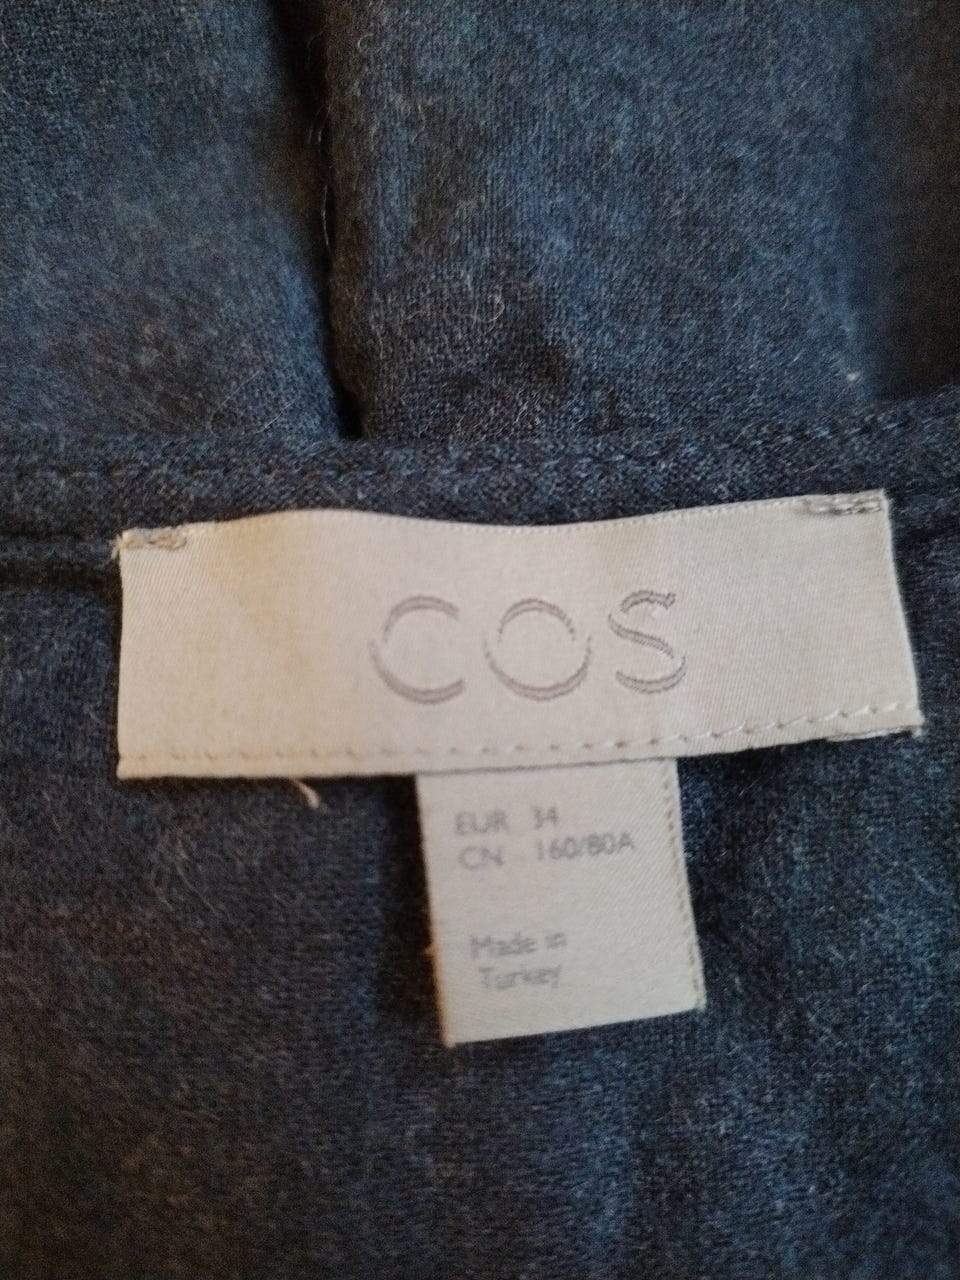 COS
EUR 34
CN 160/80A
Made in
Turkey